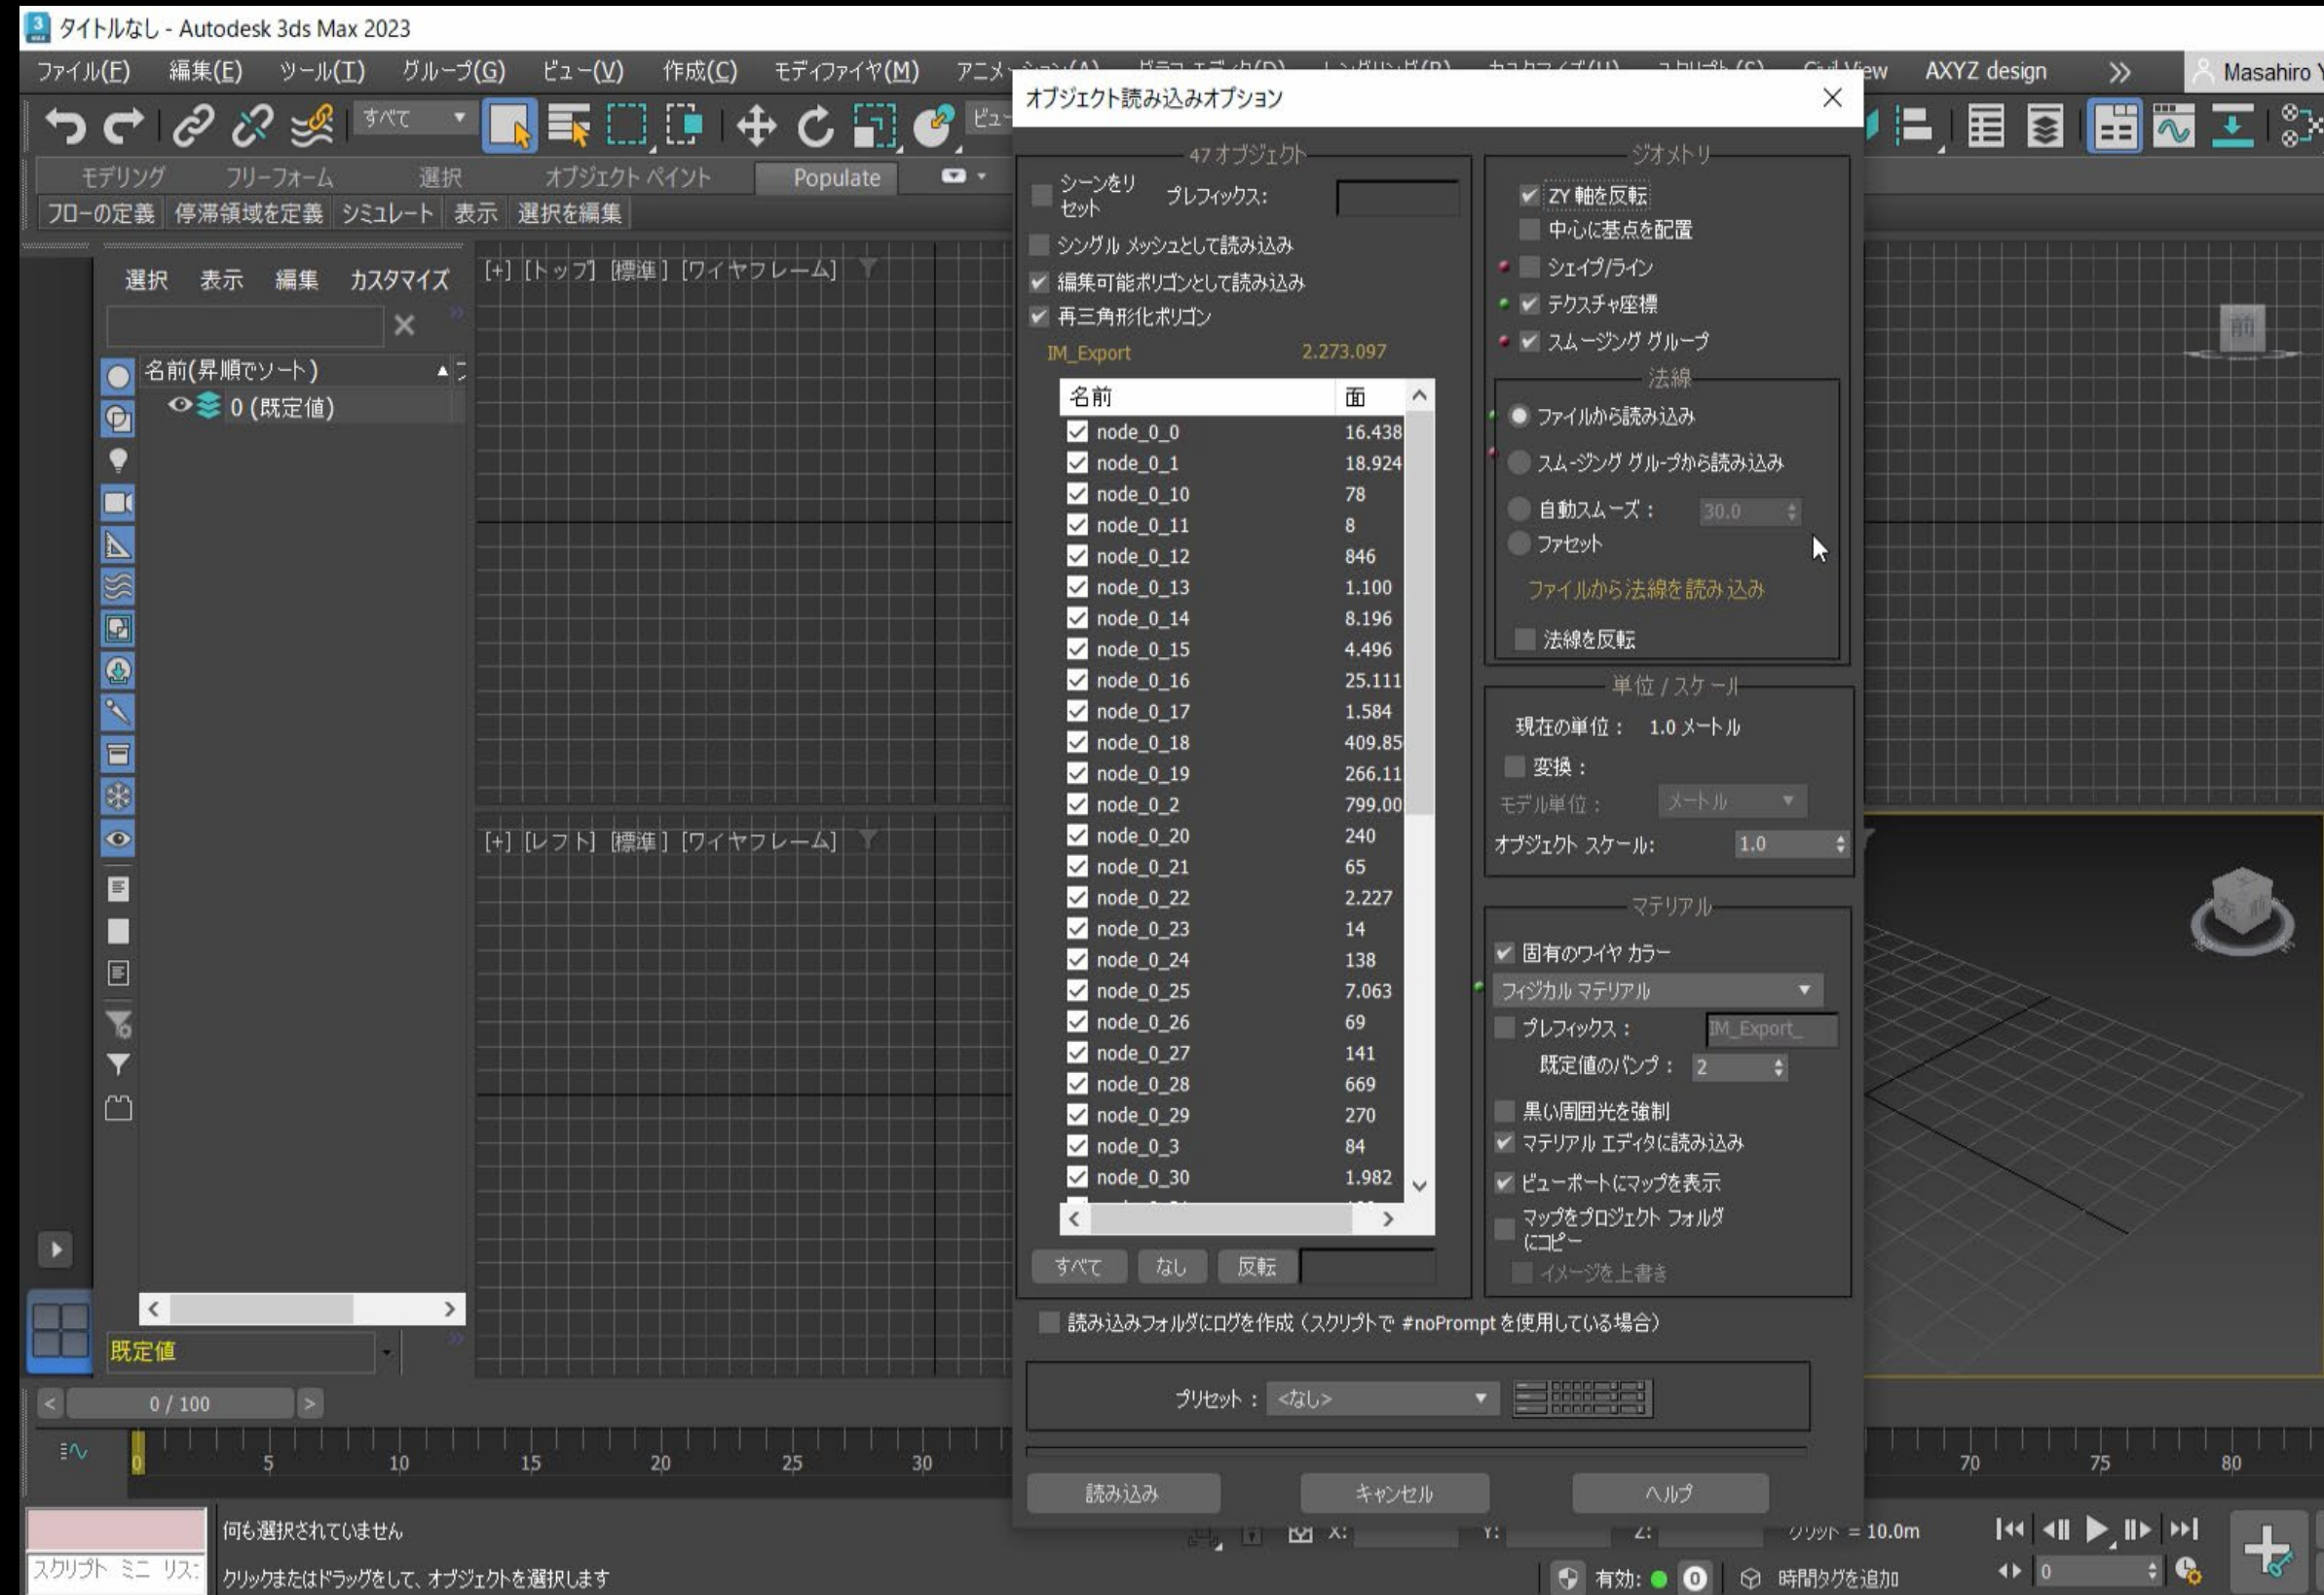 タイトルなし - Autodesk 3ds Max 2023
ファイル(F) 編集(E) ツール(T) グループ(G) ビュー(V) 作成(C) モディファイヤ(M) AXYZ design » Masahiro Y
すべて
モデリング フリーフォーム 選択 オブジェクト ペイント Populate
フローの定義 停滞領域を定義 シミュレート 表示 選択を編集
選択 表示 編集 カスタマイズ
名前(昇順でソート)
0 (既定値)
[+] [トップ] [標準] [ワイヤフレーム]
[+] [レフト] [標準] [ワイヤフレーム]
オブジェクト読み込みオプション
47 オブジェクト
シーンをリ
セット
プレフィックス:
シングル メッシュとして読み込み
編集可能ポリゴンとして読み込み
再三角形化ポリゴン
IM_Export 2.273.097
名前 面
node_0_0 16.438
node_0_1 18.924
node_0_10 78
node_0_11 8
node_0_12 846
node_0_13 1.100
node_0_14 8.196
node_0_15 4.496
node_0_16 25.111
node_0_17 1.584
node_0_18 409.85
node_0_19 266.11
node_0_2 799.00
node_0_20 240
node_0_21 65
node_0_22 2.227
node_0_23 14
node_0_24 138
node_0_25 7.063
node_0_26 69
node_0_27 141
node_0_28 669
node_0_29 270
node_0_3 84
node_0_30 1.982
すべて なし 反転
ジオメトリ
ZY 軸を反転
中心に基点を配置
シェイプ/ライン
テクスチャ座標
スムージング グループ
法線
ファイルから読み込み
スムージング グループから読み込み
自動スムーズ : 30.0
ファセット
ファイルから法線を読み込み
法線を反転
単位 / スケール
現在の単位 : 1.0 メートル
変換 :
モデル単位 : メートル
オブジェクト スケール: 1.0
マテリアル
固有のワイヤ カラー
フィジカル マテリアル
プレフィックス : IM_Export_
既定値のバンプ : 2
黒い周囲光を強制
マテリアル エディタに読み込み
ビューポートにマップを表示
マップをプロジェクト フォルダ
にコピー
イメージを上書き
読み込みフォルダにログを作成 (スクリプトで #noPrompt を使用している場合)
プリセット : <なし>
読み込み キャンセル ヘルプ
前
既定値
0 / 100
0 5 10 15 20 25 30 70 75 80
何も選択されていません
X: Y: Z: = 10.0m
スクリプト ミニ リス
クリックまたはドラッグをして、オブジェクトを選択します
有効: 0 時間タグを追加 0